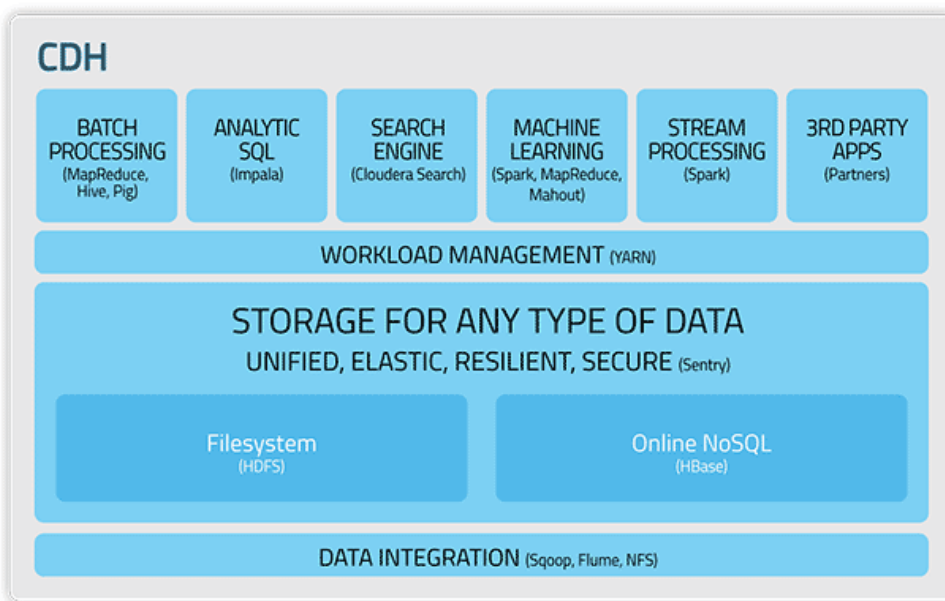 CDH
BATCH
PROCESSING
(MapReduce,
Hive, Pig)
ANALYTIC
SQL
(Impala)
SEARCH
ENGINE
(Cloudera Search)
MACHINE
LEARNING
(Spark, MapReduce,
Mahout)
STREAM
PROCESSING
(Spark)
3RD PARTY
APPS
(Partners)
WORKLOAD MANAGEMENT (YARN)
STORAGE FOR ANY TYPE OF DATA
UNIFIED, ELASTIC, RESILIENT, SECURE (Sentry)
Filesystem
(HDFS)
Online NoSQL
(HBase)
DATA INTEGRATION (Sqoop, Flume, NFS)